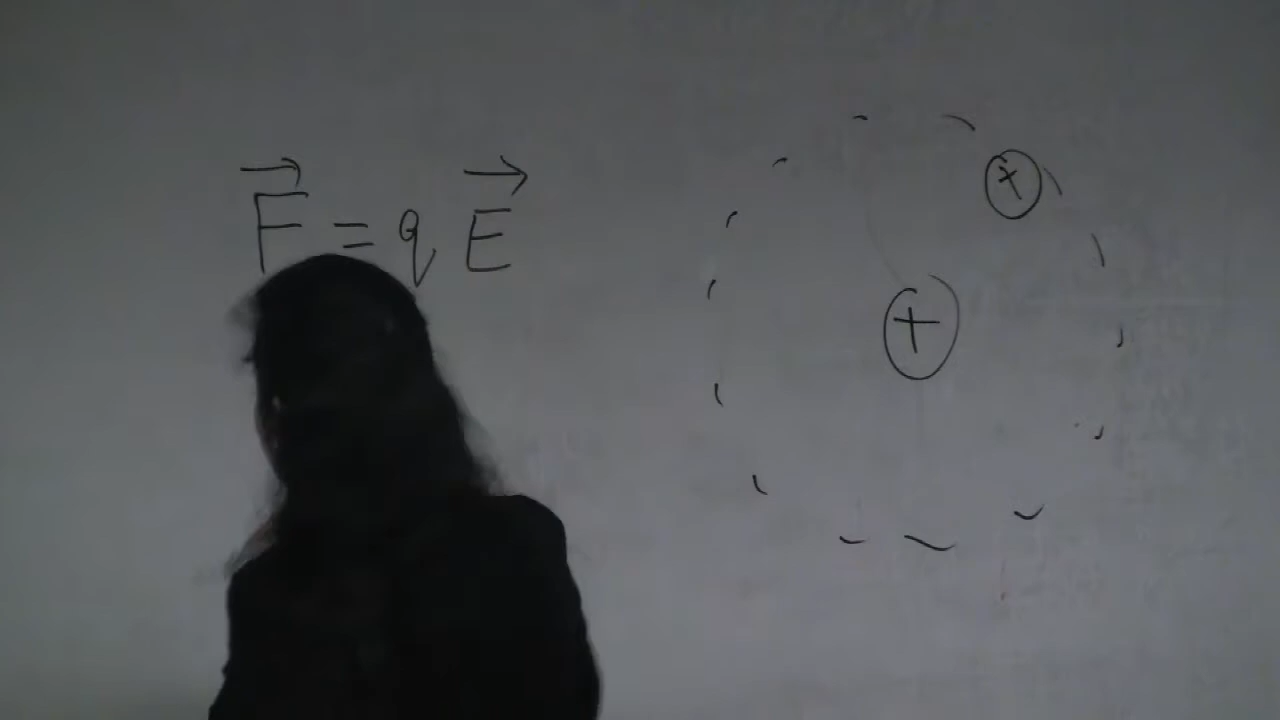 F⃗ = q E⃗
+
+